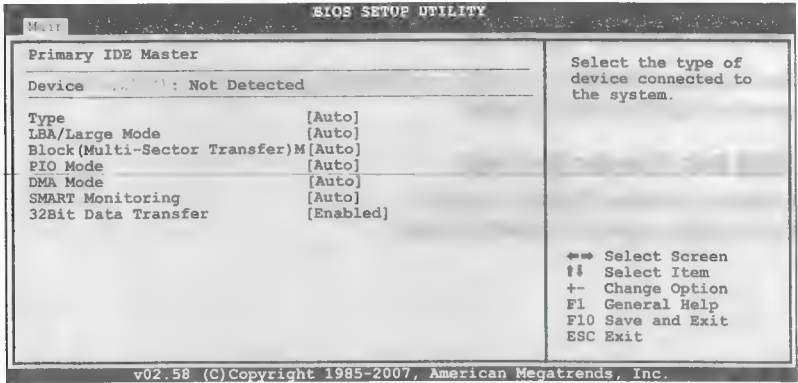 BIOS SETUP UTILITY
Main
Primary IDE Master
Device : Not Detected
Type [Auto]
LBA/Large Mode [Auto]
Block(Multi-Sector Transfer)M[Auto]
PIO Mode [Auto]
DMA Mode [Auto]
SMART Monitoring [Auto]
32Bit Data Transfer [Enabled]
Select the type of
device connected to
the system.
←→ Select Screen
↑↓ Select Item
+- Change Option
F1 General Help
F10 Save and Exit
ESC Exit
v02.58 (C)Copyright 1985-2007, American Megatrends, Inc.